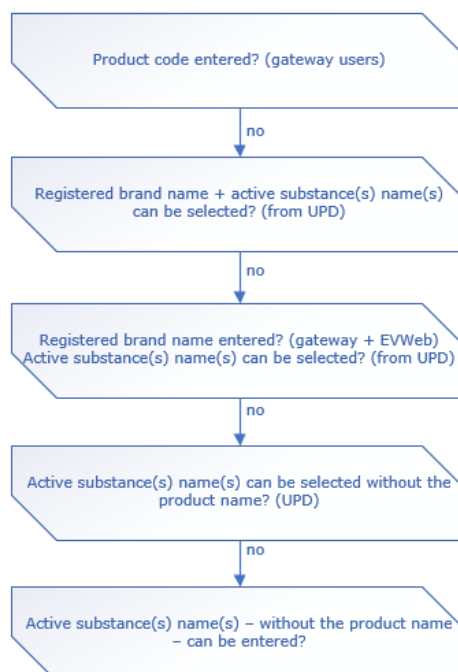 Product code entered? (gateway users)
no
Registered brand name + active substance(s) name(s)
can be selected? (from UPD)
no
Registered brand name entered? (gateway + EVWeb)
Active substance(s) name(s) can be selected? (from UPD)
no
Active substance(s) name(s) can be selected without the
product name? (UPD)
no
Active substance(s) name(s) – without the product name
– can be entered?